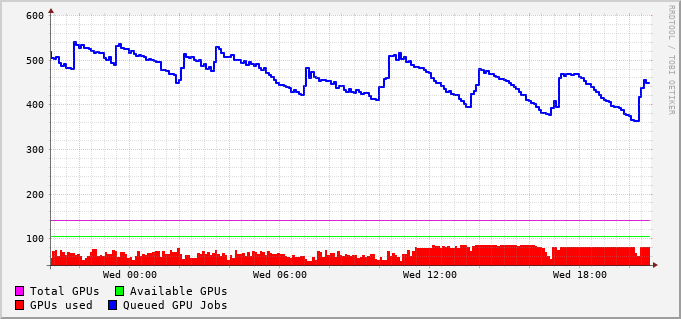 600
500
400
300
200
100
Wed 00:00 Wed 06:00 Wed 12:00 Wed 18:00
Total GPUs Available GPUs
GPUs used Queued GPU Jobs
RRDTOOL / TOBI OETIKER